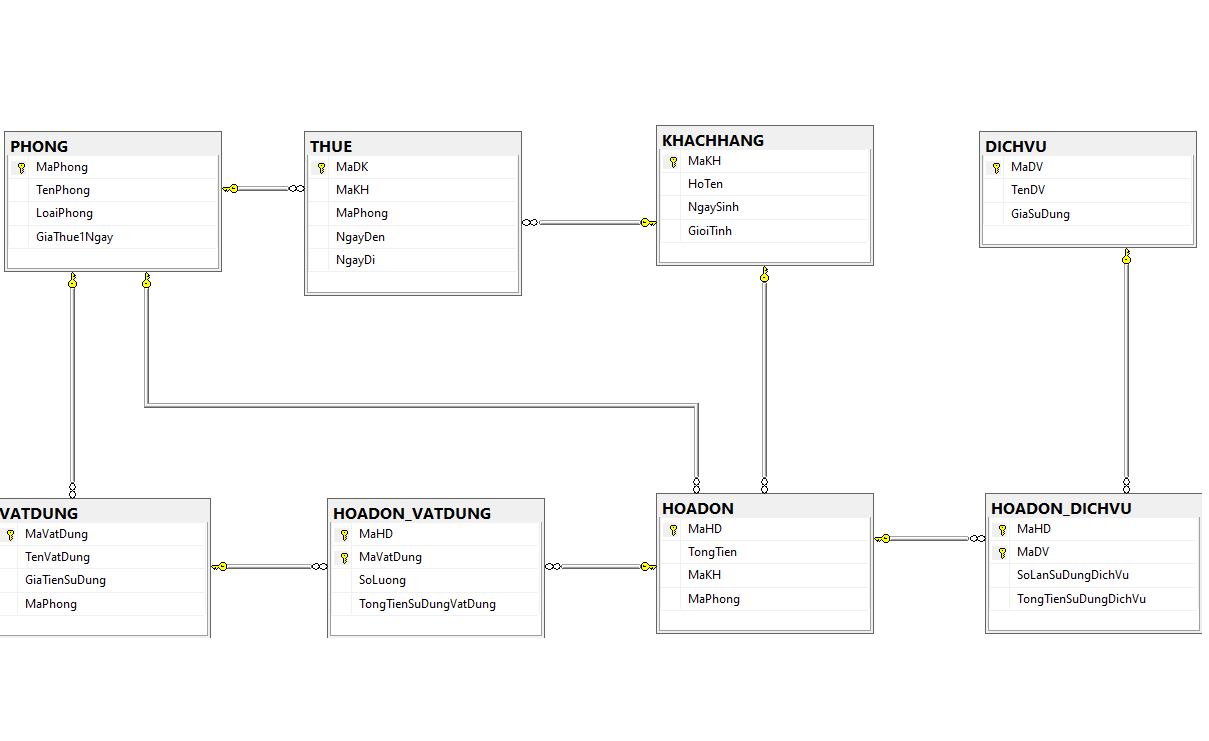 PHONG
MaPhong
TenPhong
LoaiPhong
GiaThue1Ngay
THUE
MaDK
MaKH
MaPhong
NgayDen
NgayDi
KHACHHANG
MaKH
HoTen
NgaySinh
GioiTinh
DICHVU
MaDV
TenDV
GiaSuDung
VATDUNG
MaVatDung
TenVatDung
GiaTienSuDung
MaPhong
HOADON_VATDUNG
MaHD
MaVatDung
SoLuong
TongTienSuDungVatDung
HOADON
MaHD
TongTien
MaKH
MaPhong
HOADON_DICHVU
MaHD
MaDV
SoLanSuDungDichVu
TongTienSuDungDichVu